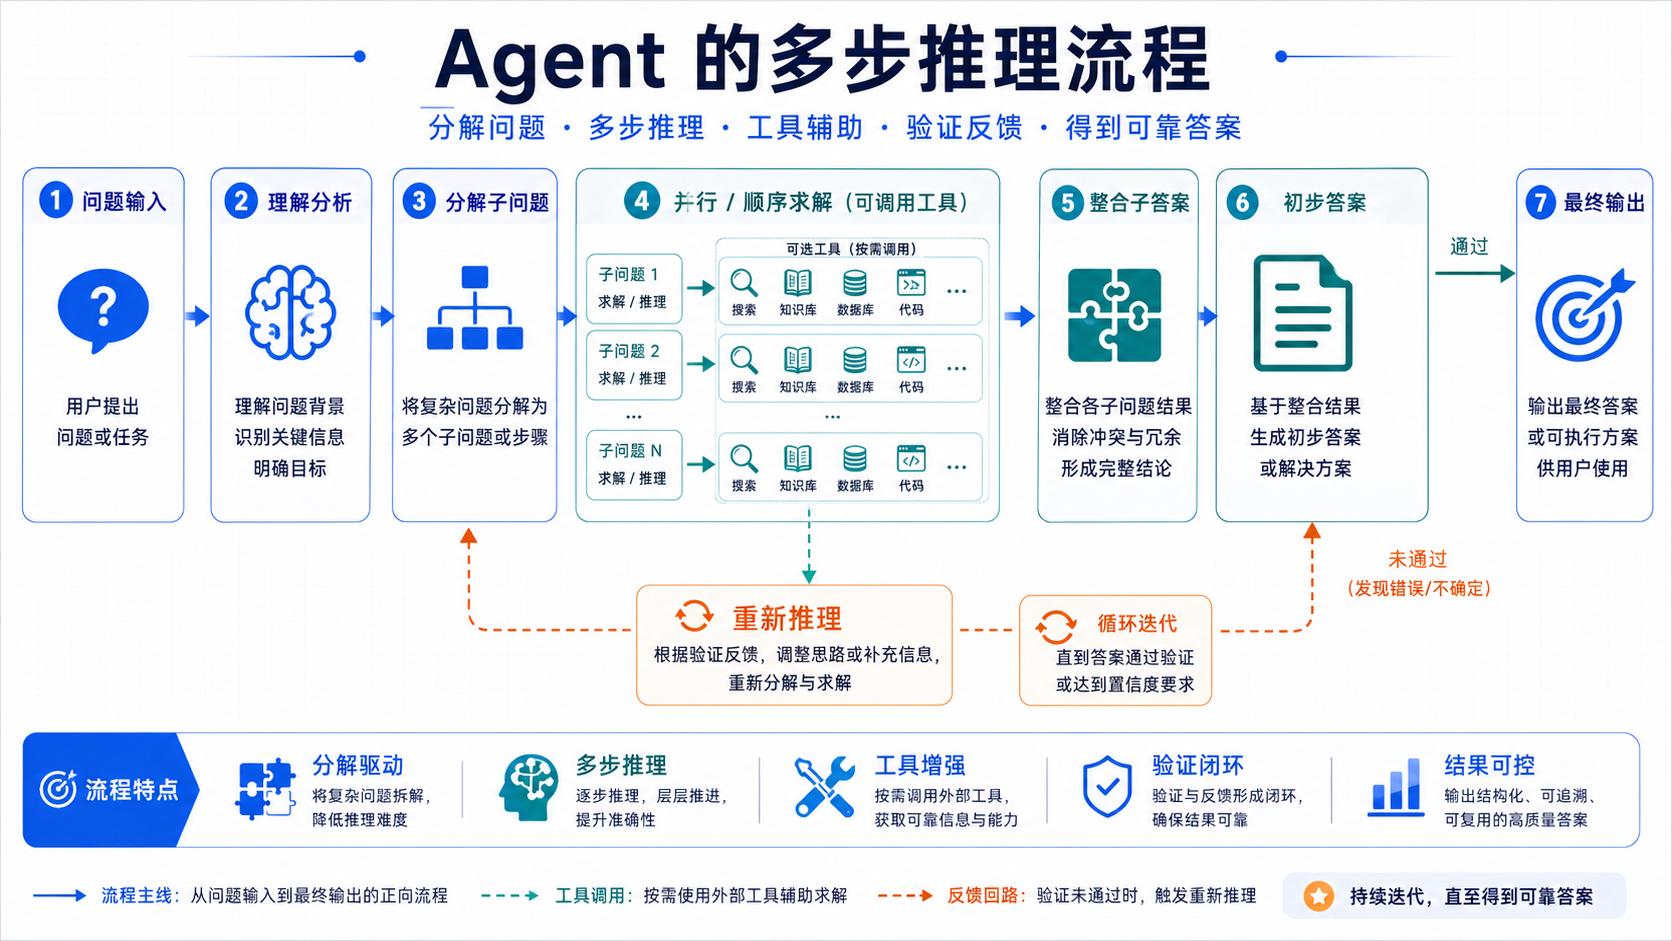 Agent 的多步推理流程
分解问题 · 多步推理 · 工具辅助 · 验证反馈 · 得到可靠答案
1 问题输入
用户提出
问题或任务
2 理解分析
理解问题背景
识别关键信息
明确目标
3 分解子问题
将复杂问题分解为
多个子问题或步骤
4 并行 / 顺序求解（可调用工具）
可选工具（按需调用）
子问题 1
求解 / 推理
搜索 知识库 数据库 代码 ...
子问题 2
求解 / 推理
搜索 知识库 数据库 代码 ...
... ...
子问题 N
求解 / 推理
搜索 知识库 数据库 代码 ...
5 整合子答案
整合各子问题结果
消除冲突与冗余
形成完整结论
6 初步答案
基于整合结果
生成初步答案
或解决方案
通过
7 最终输出
输出最终答案
或可执行方案
供用户使用
未通过
（发现错误/不确定）
重新推理
根据验证反馈，调整思路或补充信息，
重新分解与求解
循环迭代
直到答案通过验证
或达到置信度要求
流程特点
分解驱动
将复杂问题拆解，
降低推理难度
多步推理
逐步推理，层层推进，
提升准确性
工具增强
按需调用外部工具，
获取可靠信息与能力
验证闭环
验证与反馈形成闭环，
确保结果可靠
结果可控
输出结构化、可追溯、
可复用的高质量答案
流程主线：从问题输入到最终输出的正向流程
工具调用：按需使用外部工具辅助求解
反馈回路：验证未通过时，触发重新推理
持续迭代，直至得到可靠答案